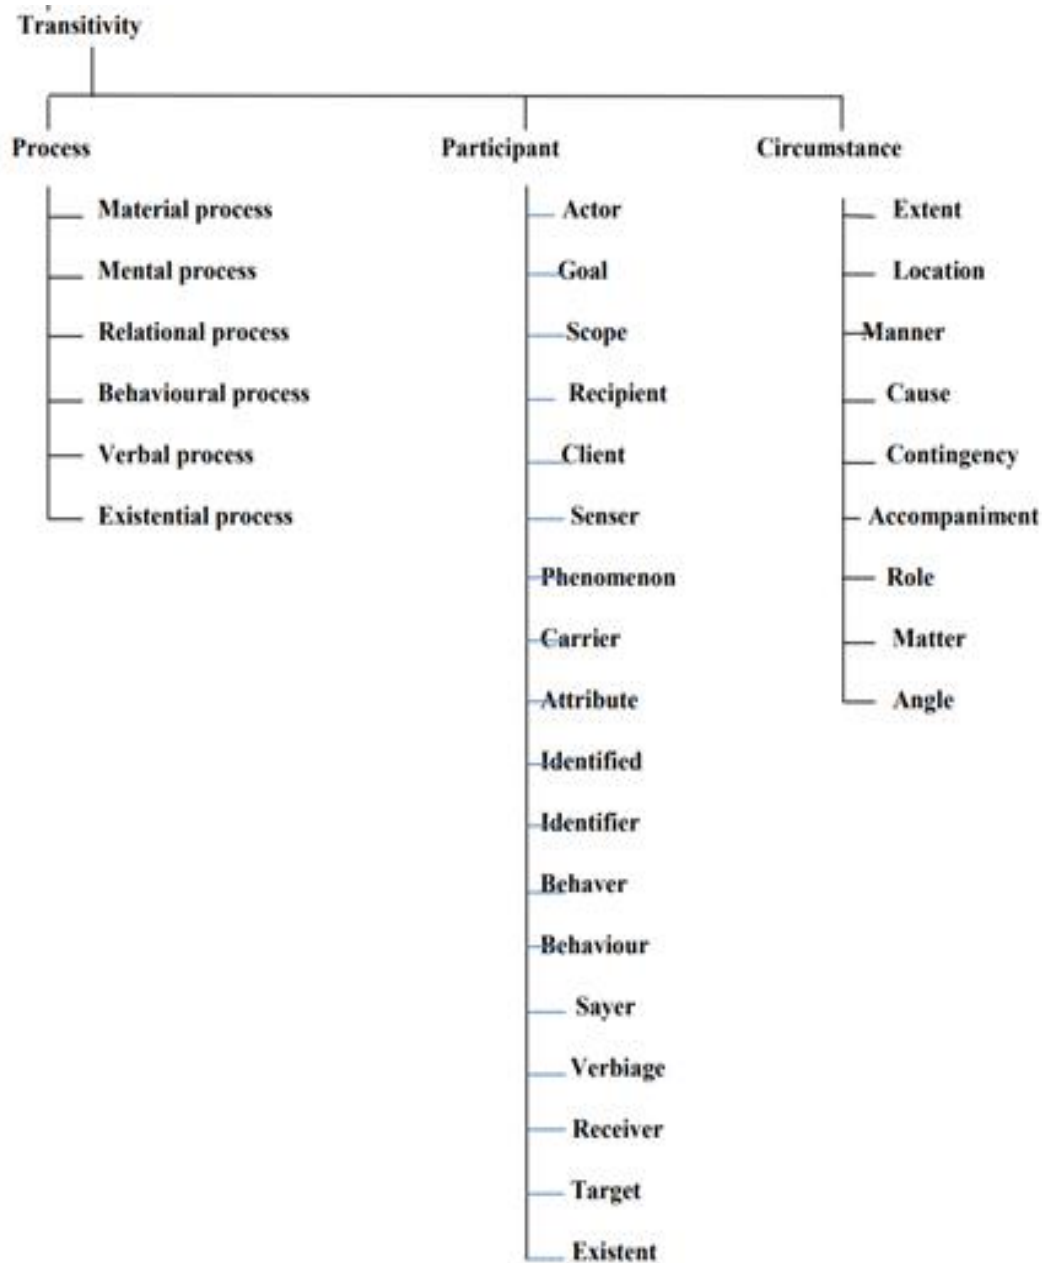 Transitivity
Process
Participant
Circumstance
Material process
Mental process
Relational process
Behavioural process
Verbal process
Existential process
Actor
Goal
Scope
Recipient
Client
Senser
Phenomenon
Carrier
Attribute
Identified
Identifier
Behaver
Behaviour
Sayer
Verbiage
Receiver
Target
Existent
Extent
Location
Manner
Cause
Contingency
Accompaniment
Role
Matter
Angle